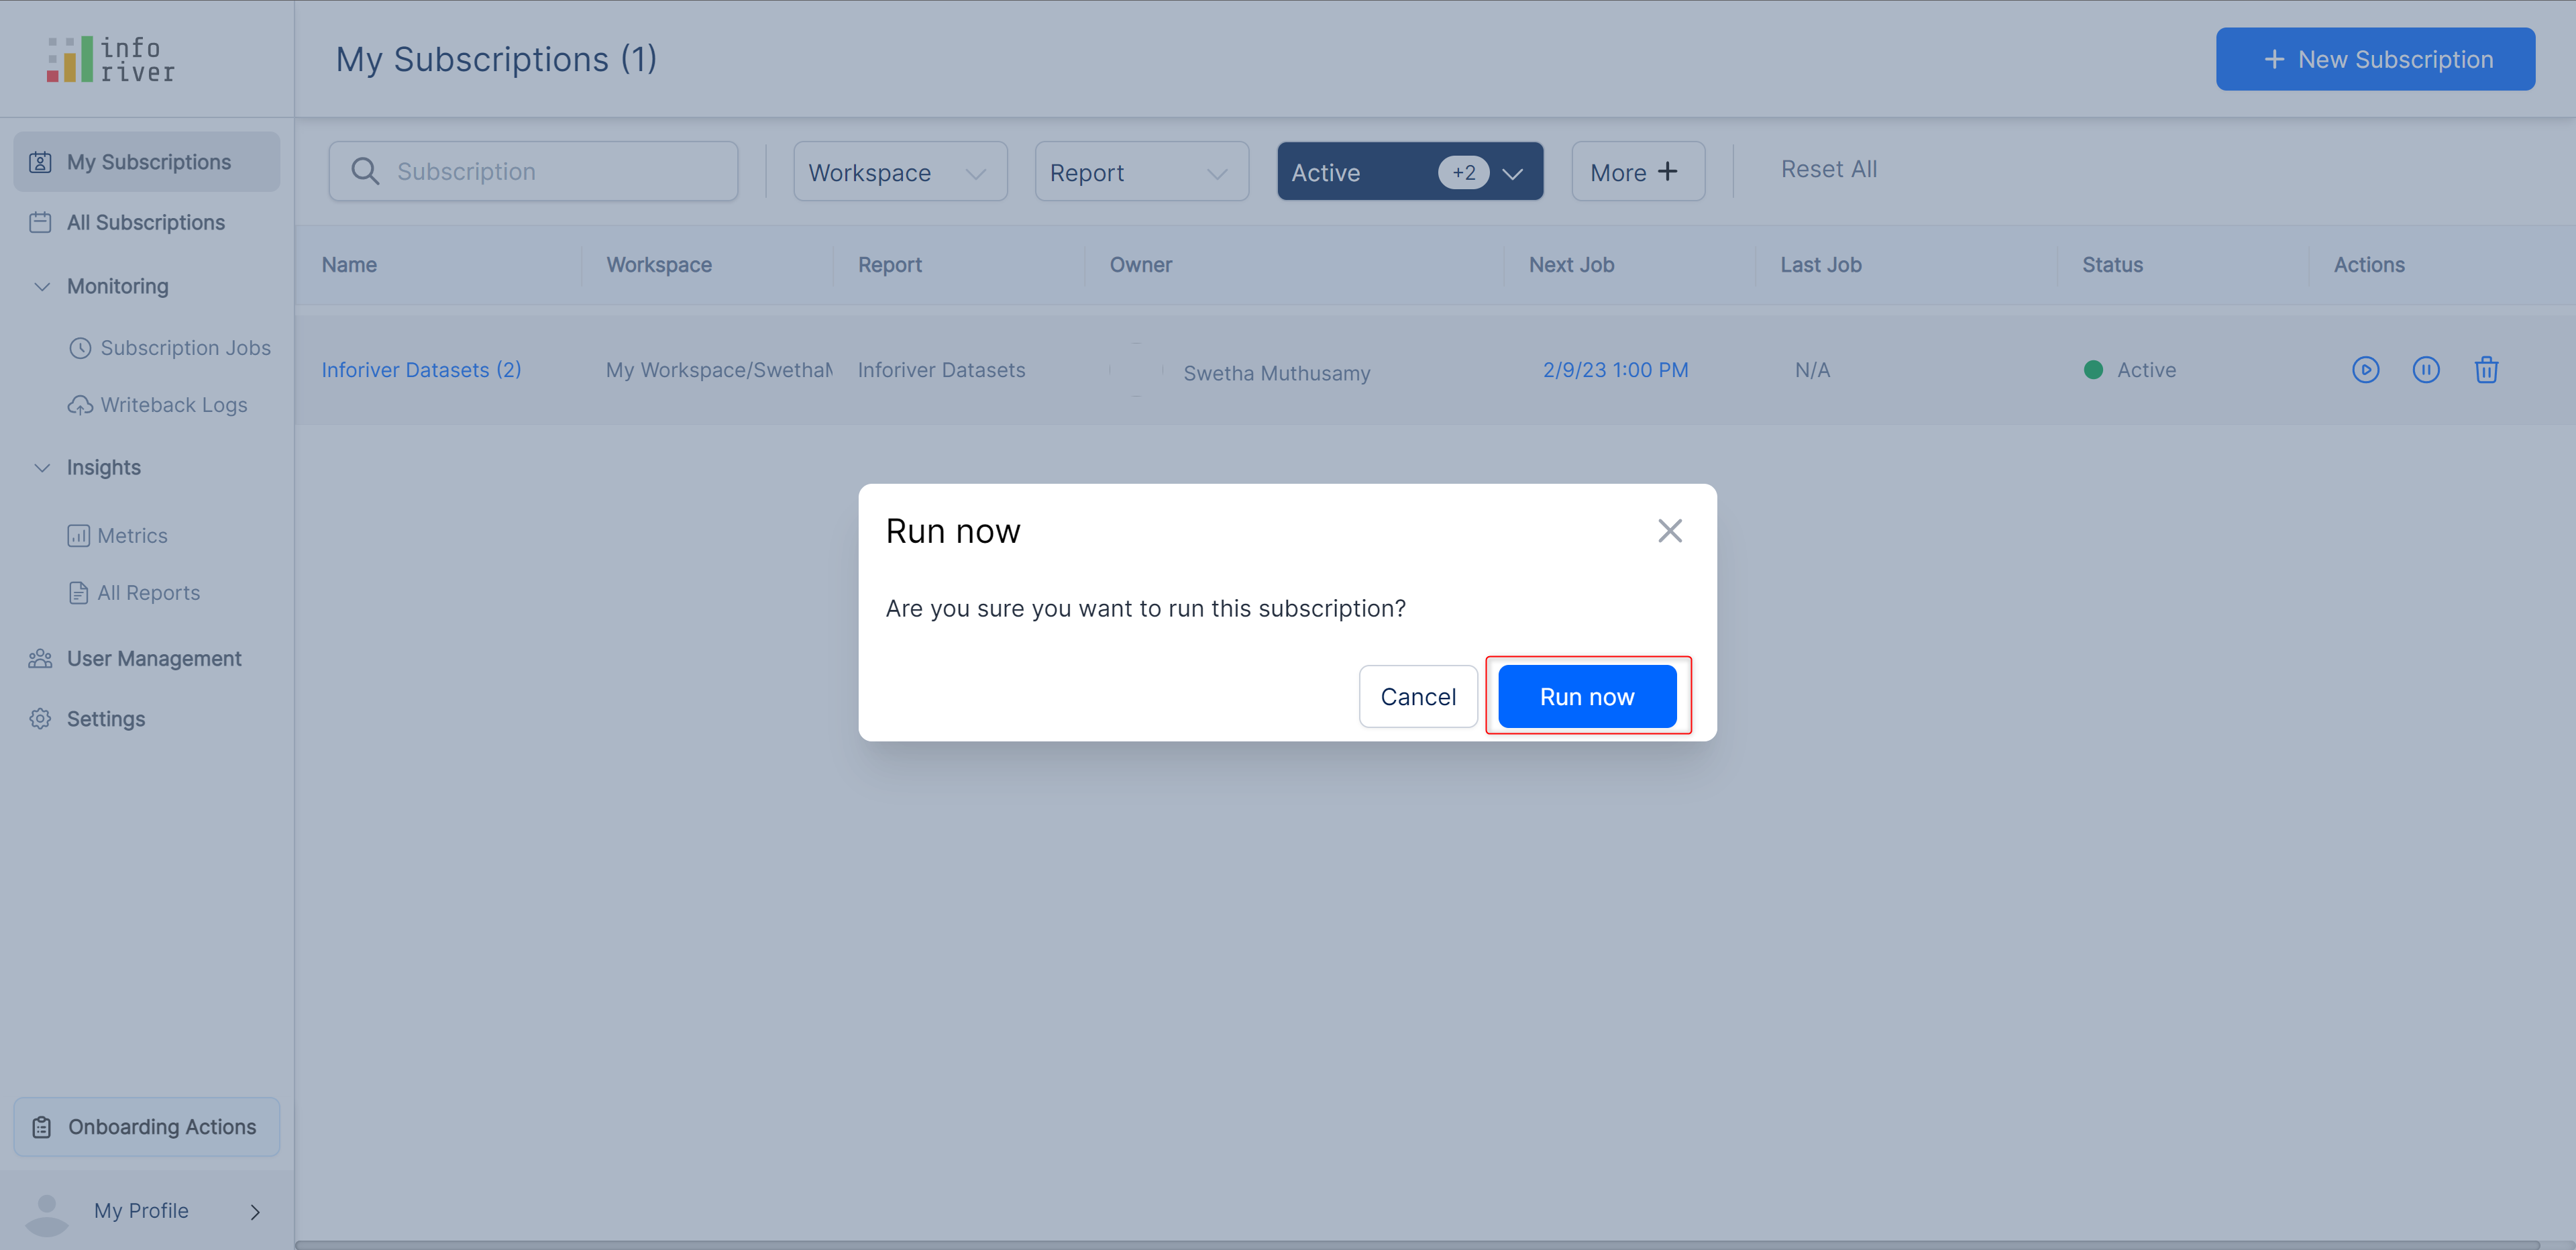 info
river
My Subscriptions (1)
+ New Subscription
My Subscriptions
All Subscriptions
Monitoring
Subscription Jobs
Writeback Logs
Insights
Metrics
All Reports
User Management
Settings
Onboarding Actions
My Profile
Subscription
Workspace
Report
Active +2
More +
Reset All
Name Workspace Report Owner Next Job Last Job Status Actions
Inforiver Datasets (2) My Workspace/Swetha Inforiver Datasets Swetha Muthusamy 2/9/23 1:00 PM N/A Active
Run now
Are you sure you want to run this subscription?
Cancel
Run now